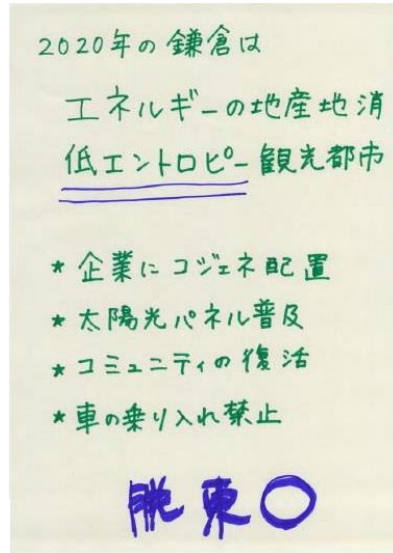 2020年の鎌倉は
エネルギーの地産地消
低エントロピー観光都市
* 企業にコジェネ配置
* 太陽光パネル普及
* コミュニティの復活
* 車の乗り入れ禁止
脱東○